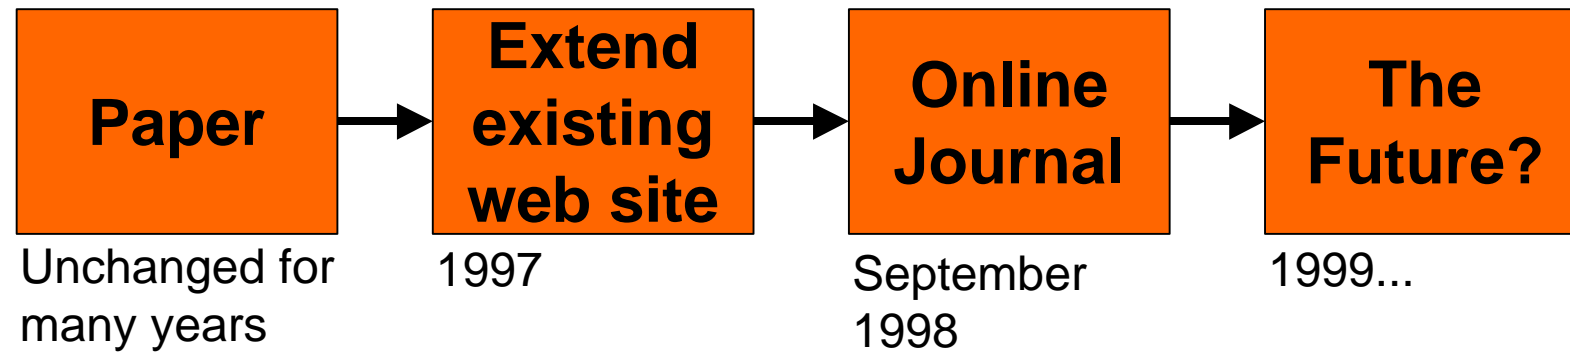 Paper
Unchanged for
many years
Extend
existing
web site
1997
Online
Journal
September
1998
The
Future?
1999...